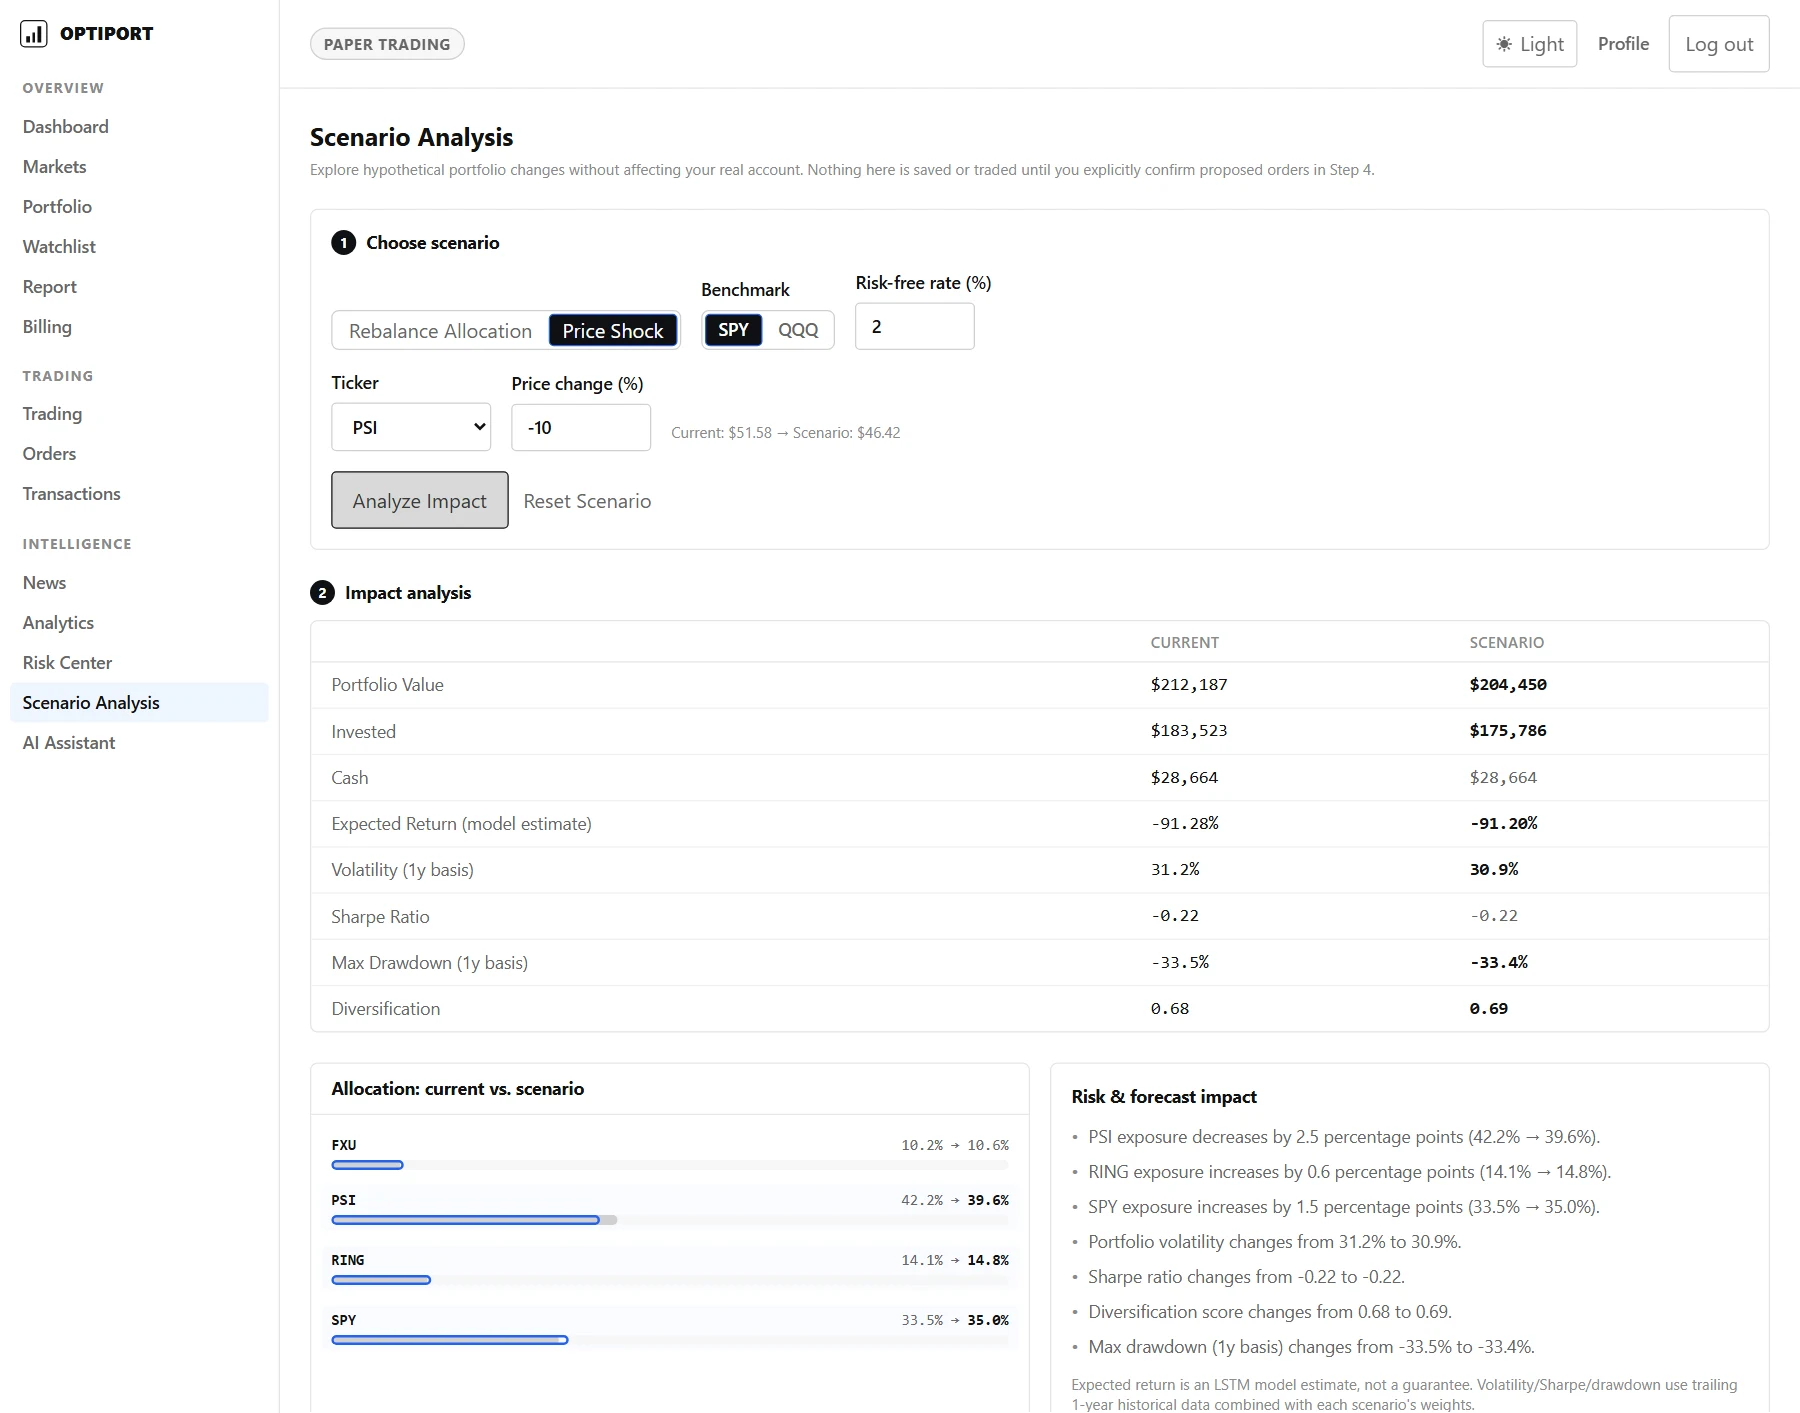 OPTIPORT
OVERVIEW
Dashboard
Markets
Portfolio
Watchlist
Report
Billing
TRADING
Trading
Orders
Transactions
INTELLIGENCE
News
Analytics
Risk Center
Scenario Analysis
AI Assistant
PAPER TRADING
Light Profile Log out
Scenario Analysis
Explore hypothetical portfolio changes without affecting your real account. Nothing here is saved or traded until you explicitly confirm proposed orders in Step 4.
1 Choose scenario
Benchmark Risk-free rate (%)
Rebalance Allocation Price Shock SPY QQQ 2
Ticker Price change (%)
PSI -10 Current: $51.58 → Scenario: $46.42
Analyze Impact Reset Scenario
2 Impact analysis
CURRENT SCENARIO
Portfolio Value $212,187 $204,450
Invested $183,523 $175,786
Cash $28,664 $28,664
Expected Return (model estimate) -91.28% -91.20%
Volatility (1y basis) 31.2% 30.9%
Sharpe Ratio -0.22 -0.22
Max Drawdown (1y basis) -33.5% -33.4%
Diversification 0.68 0.69
Allocation: current vs. scenario
FXU 10.2% → 10.6%
PSI 42.2% → 39.6%
RING 14.1% → 14.8%
SPY 33.5% → 35.0%
Risk & forecast impact
• PSI exposure decreases by 2.5 percentage points (42.2% → 39.6%).
• RING exposure increases by 0.6 percentage points (14.1% → 14.8%).
• SPY exposure increases by 1.5 percentage points (33.5% → 35.0%).
• Portfolio volatility changes from 31.2% to 30.9%.
• Sharpe ratio changes from -0.22 to -0.22.
• Diversification score changes from 0.68 to 0.69.
• Max drawdown (1y basis) changes from -33.5% to -33.4%.
Expected return is an LSTM model estimate, not a guarantee. Volatility/Sharpe/drawdown use trailing
1-year historical data combined with each scenario's weights.